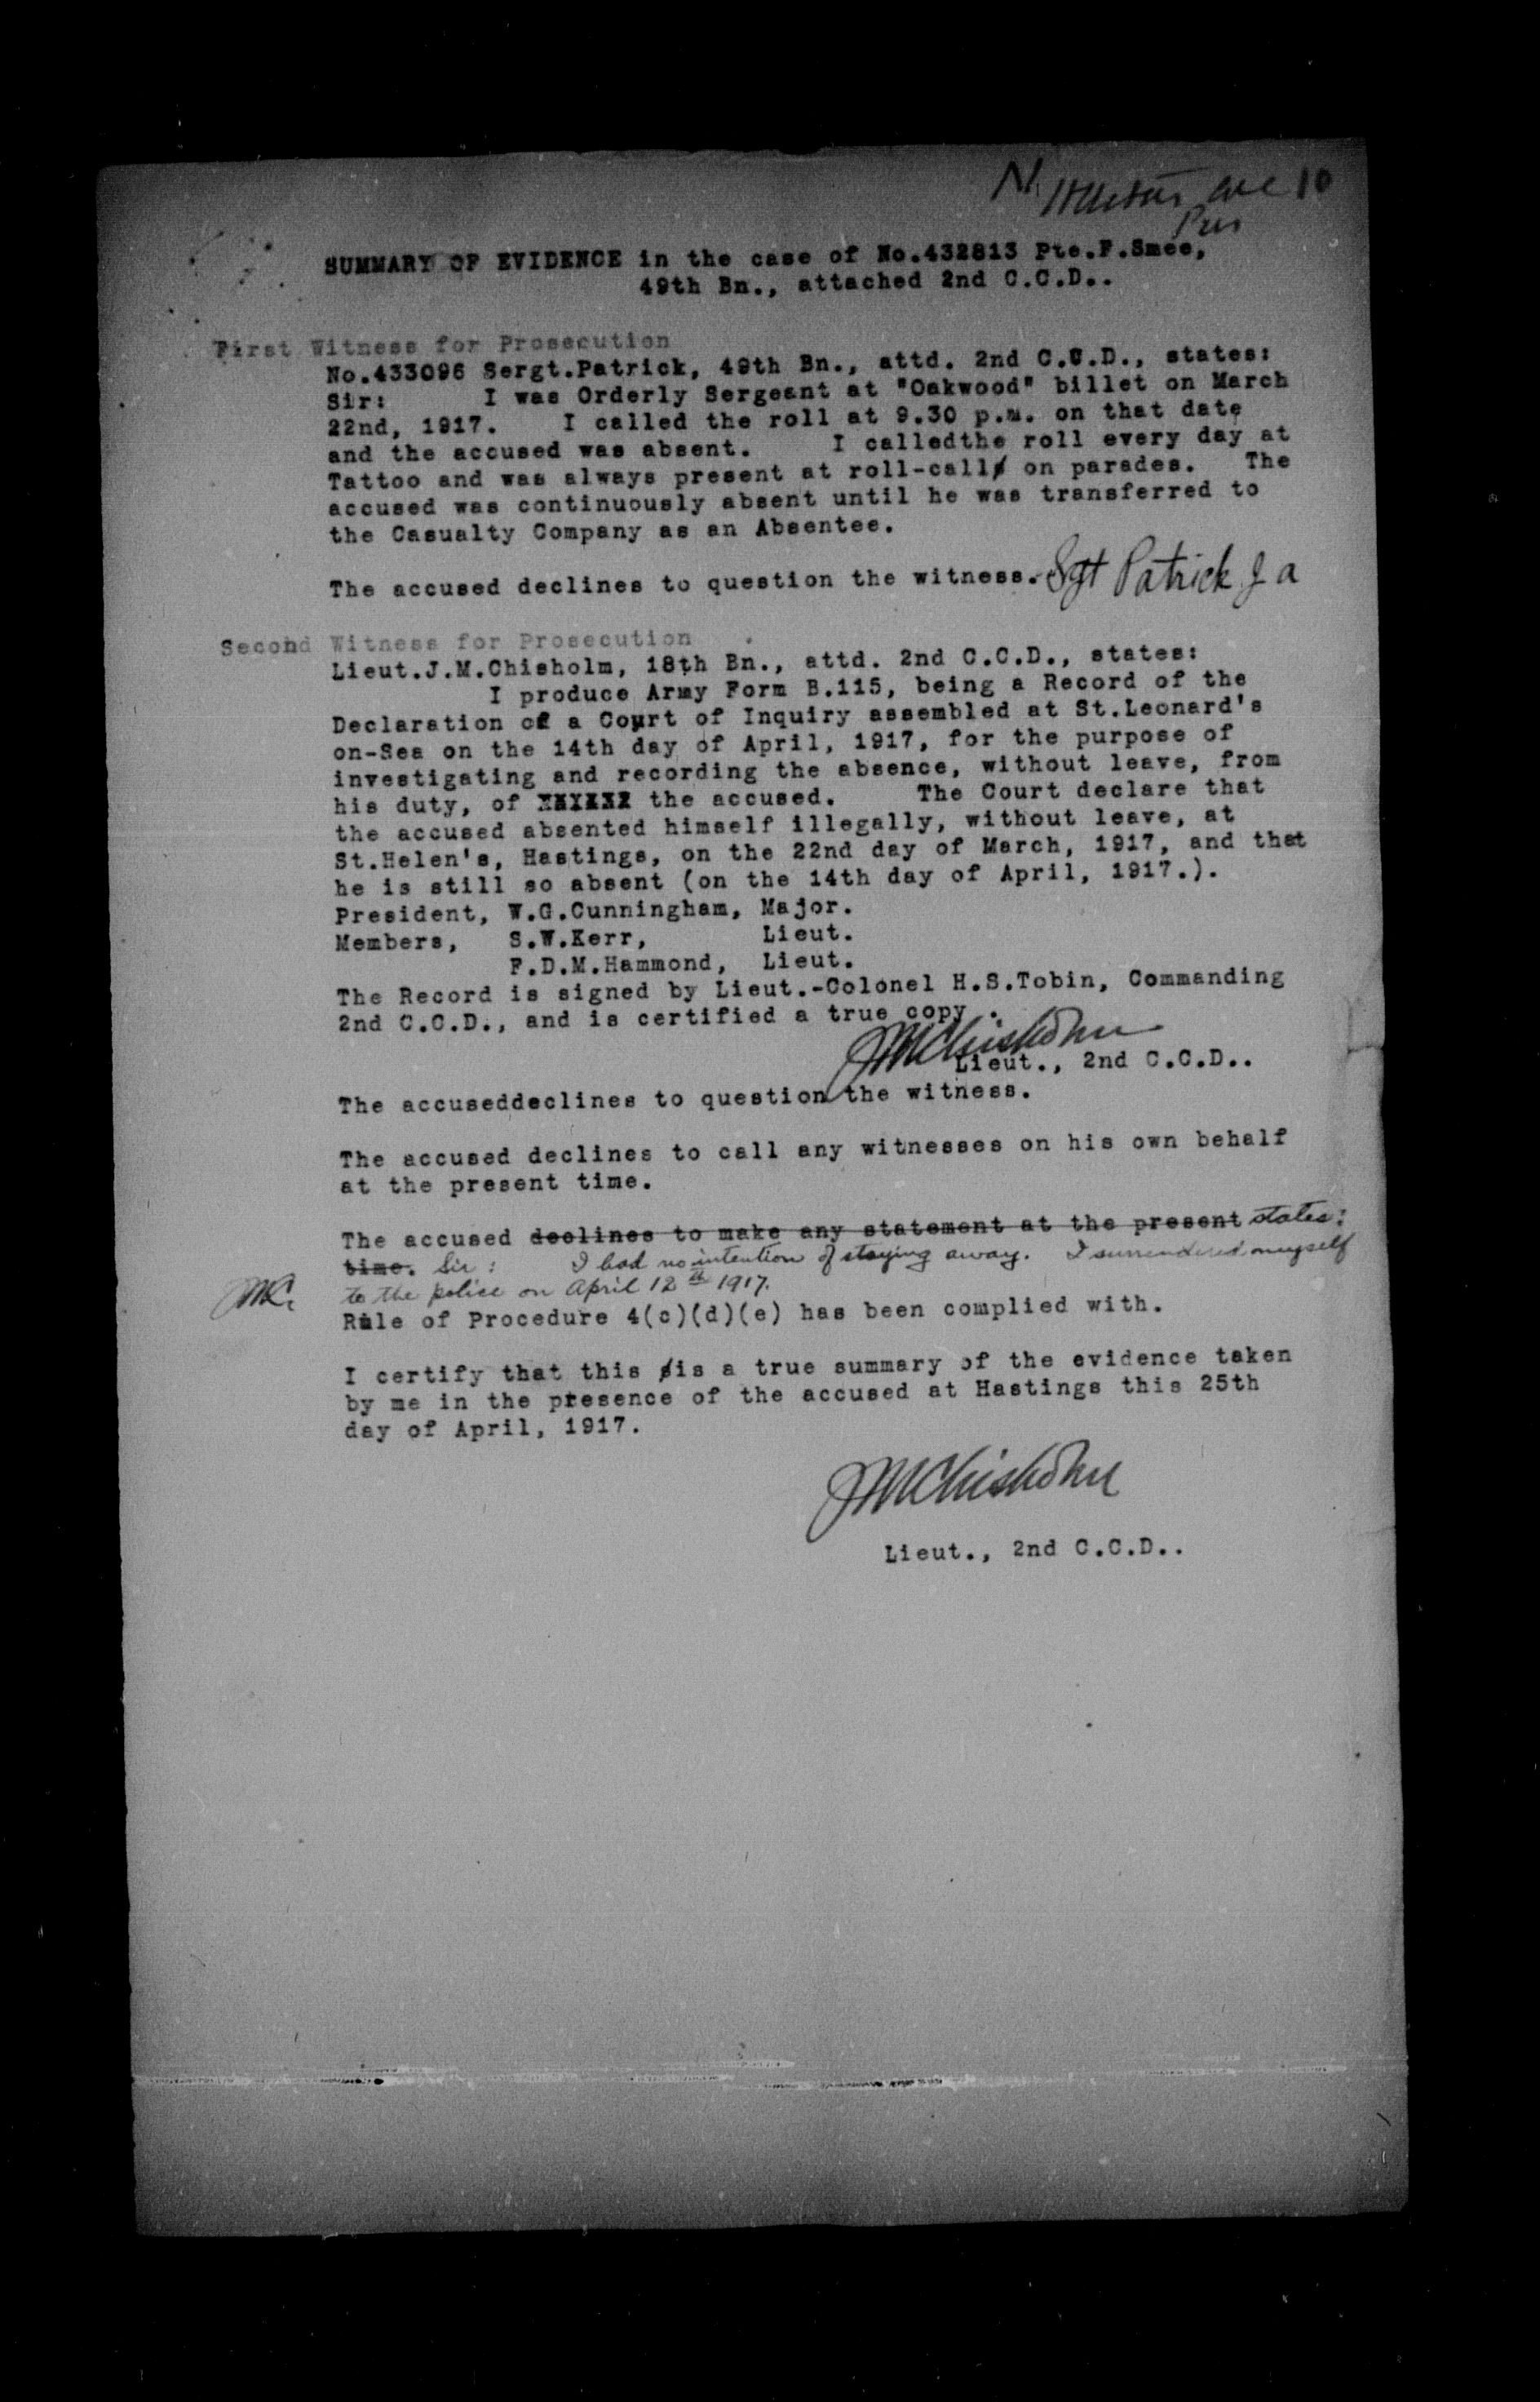 SUMMARY OF EVIDENCE in the case of No.432813 Pte.F.Smee,
49th Bn., attached 2nd C.C.D..
First Witness for Prosecution
No.433096 Sergt.Patrick, 49th Bn., attd. 2nd C.C.D., states:
Sir: I was Orderly Sergeant at "Oakwood" billet on March
22nd, 1917. I called the roll at 9.30 p.m. on that date
and the accused was absent. I calledthe roll every day at
Tattoo and was always present at roll-call on parades. The
accused was continuously absent until he was transferred to
the Casualty Company as an Absentee.
The accused declines to question the witness. Sgt Patrick J a
Second Witness for Prosecution
Lieut.J.M.Chisholm, 18th Bn., attd. 2nd C.C.D., states:
I produce Army Form B.115, being a Record of the
Declaration of a Court of Inquiry assembled at St.Leonard's
on-Sea on the 14th day of April, 1917, for the purpose of
investigating and recording the absence, without leave, from
his duty, of the accused. The Court declare that
the accused absented himself illegally, without leave, at
St.Helen's, Hastings, on the 22nd day of March, 1917, and that
he is still so absent (on the 14th day of April, 1917.).
President, W.G.Cunningham, Major.
Members, S.W.Kerr, Lieut.
F.D.M.Hammond, Lieut.
The Record is signed by Lieut.-Colonel H.S.Tobin, Commanding
2nd C.C.D., and is certified a true copy .
JMChisholm
Lieut., 2nd C.C.D..
The accuseddeclines to question the witness.
The accused declines to call any witnesses on his own behalf
at the present time.
The accused declines to make any statement at the present states:
time. Sir: I had no intention of staying away. I surrendered myself
JMC. to the police on April 12th 1917.
Rule of Procedure 4(c)(d)(e) has been complied with.
I certify that this is a true summary of the evidence taken
by me in the presence of the accused at Hastings this 25th
day of April, 1917.
JMChisholm
Lieut., 2nd C.C.D..